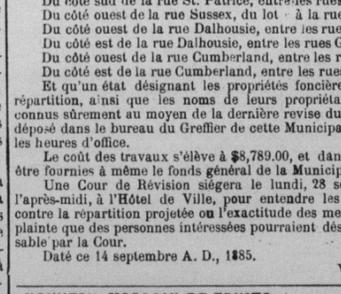 Du côté sud de la rue St. Patrice, entre les rues
Du côté ouest de la rue Sussex, du lot à la rue
Du côté ouest de la rue Dalhousie, entre les rues
Du côté est de la rue Dalhousie, entre les rues G
Du côté ouest de la rue Cumberland, entre les r
Du côté est de la rue Cumberland, entre les rues
Et qu'un état désignant les propriétés foncière
répartition, ainsi que les noms de leurs propriéta
connus sûrement au moyen de la dernière revise du
déposé dans le bureau du Greffier de cette Municipa
les heures d'office.
Le coût des travaux s'élève à $8,789.00, et dan
être fournies à même le fonds général de la Municip
Une Cour de Révision siégera le lundi, 28 se
l'après-midi, à l'Hôtel de Ville, pour entendre les
contre la répartition projetée ou l'exactitude des me
plainte que des personnes intéressées pourraient dés
sable par la Cour.
Daté ce 14 septembre A. D., 1885.